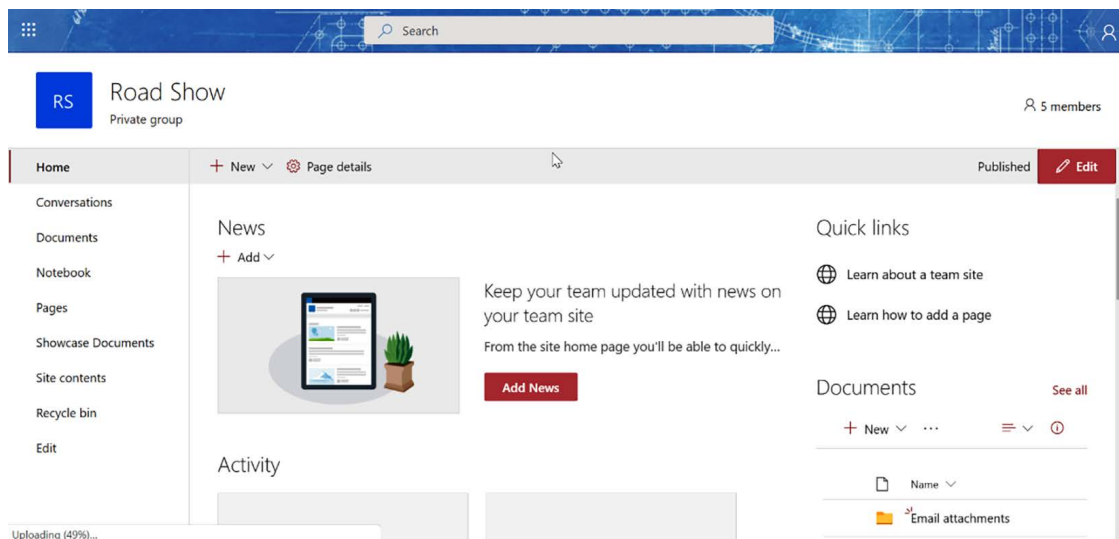 Search
RS
Road Show
Private group
5 members
Home
New
Page details
Published
Edit
Conversations
Documents
Notebook
Pages
Showcase Documents
Site contents
Recycle bin
Edit
News
Add
Keep your team updated with news on
your team site
From the site home page you'll be able to quickly...
Add News
Activity
Quick links
Learn about a team site
Learn how to add a page
Documents
See all
New
Name
Email attachments
Uploading (49%)...